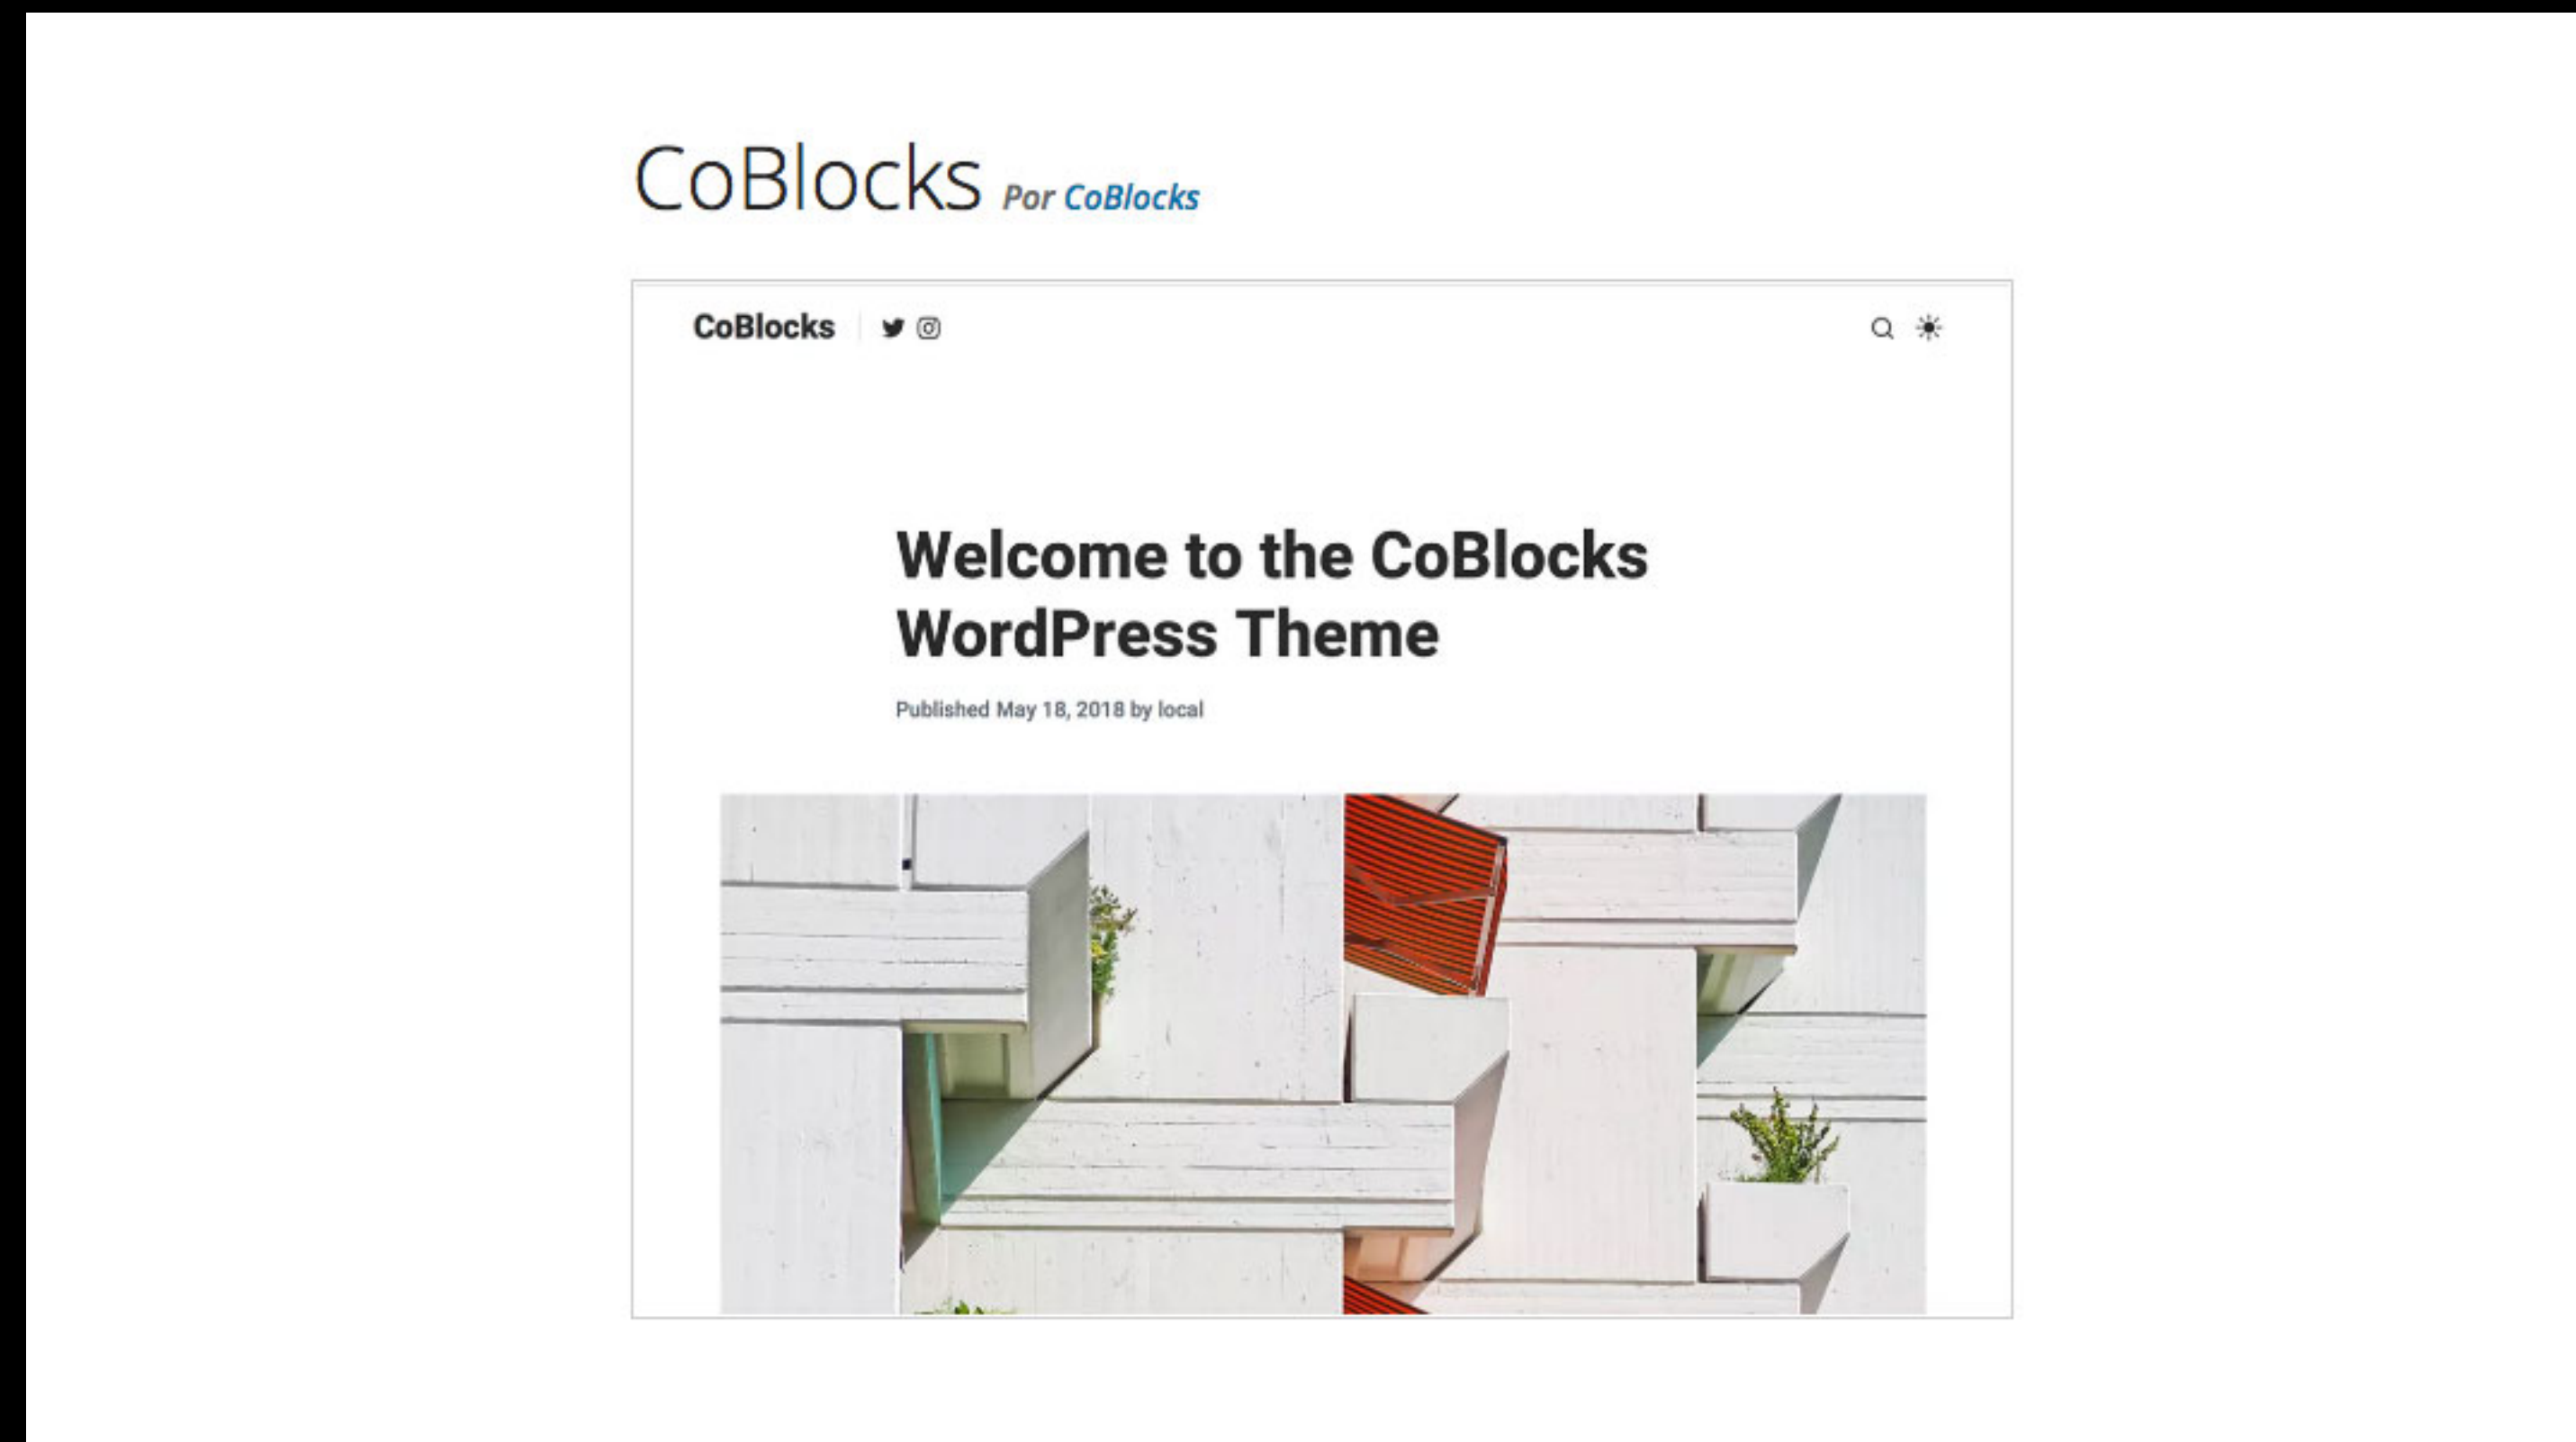 CoBlocks Por CoBlocks
CoBlocks
Welcome to the CoBlocks
WordPress Theme
Published May 18, 2018 by local